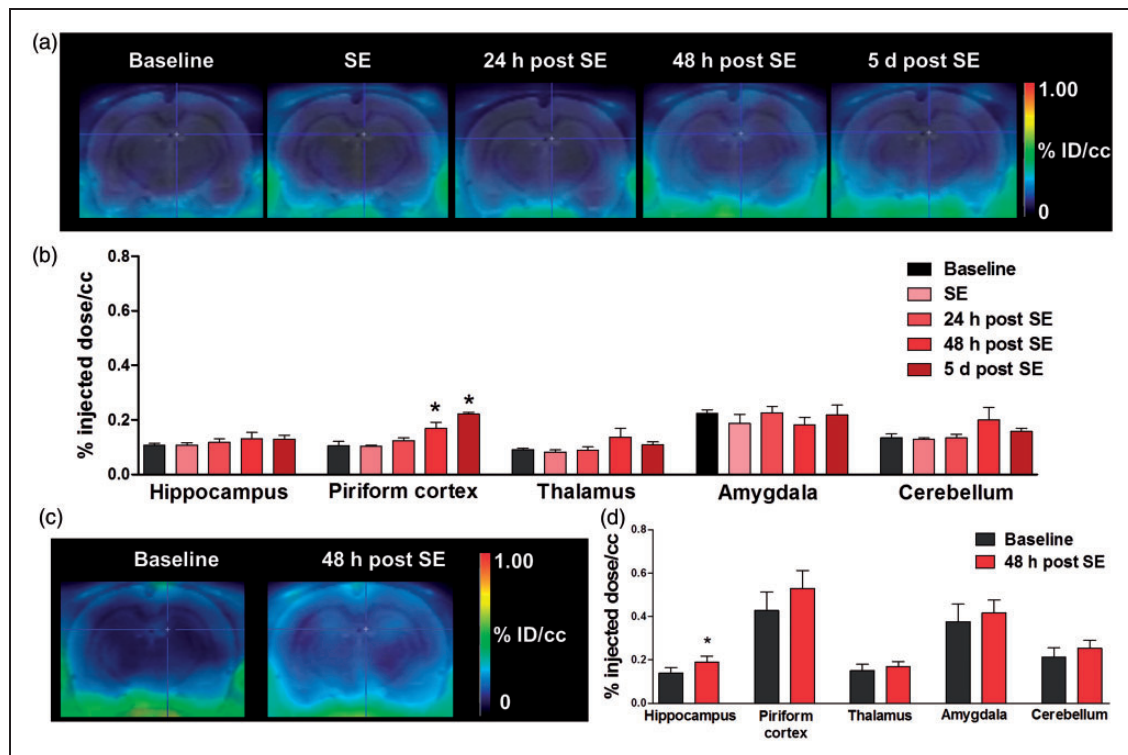 (a)
Baseline SE 24 h post SE 48 h post SE 5 d post SE
1.00
% ID/cc
0
(b)
% injected dose/cc
0.8
0.6
0.4
0.2
0.0
Baseline
SE
24 h post SE
48 h post SE
5 d post SE
* *
Hippocampus Piriform cortex Thalamus Amygdala Cerebellum
(c)
Baseline 48 h post SE
1.00
% ID/cc
0
(d)
% injected dose/cc
0.8
0.6
0.4
0.2
0.0
Baseline
48 h post SE
*
Hippocampus Piriform Thalamus Amygdala Cerebellum
cortex